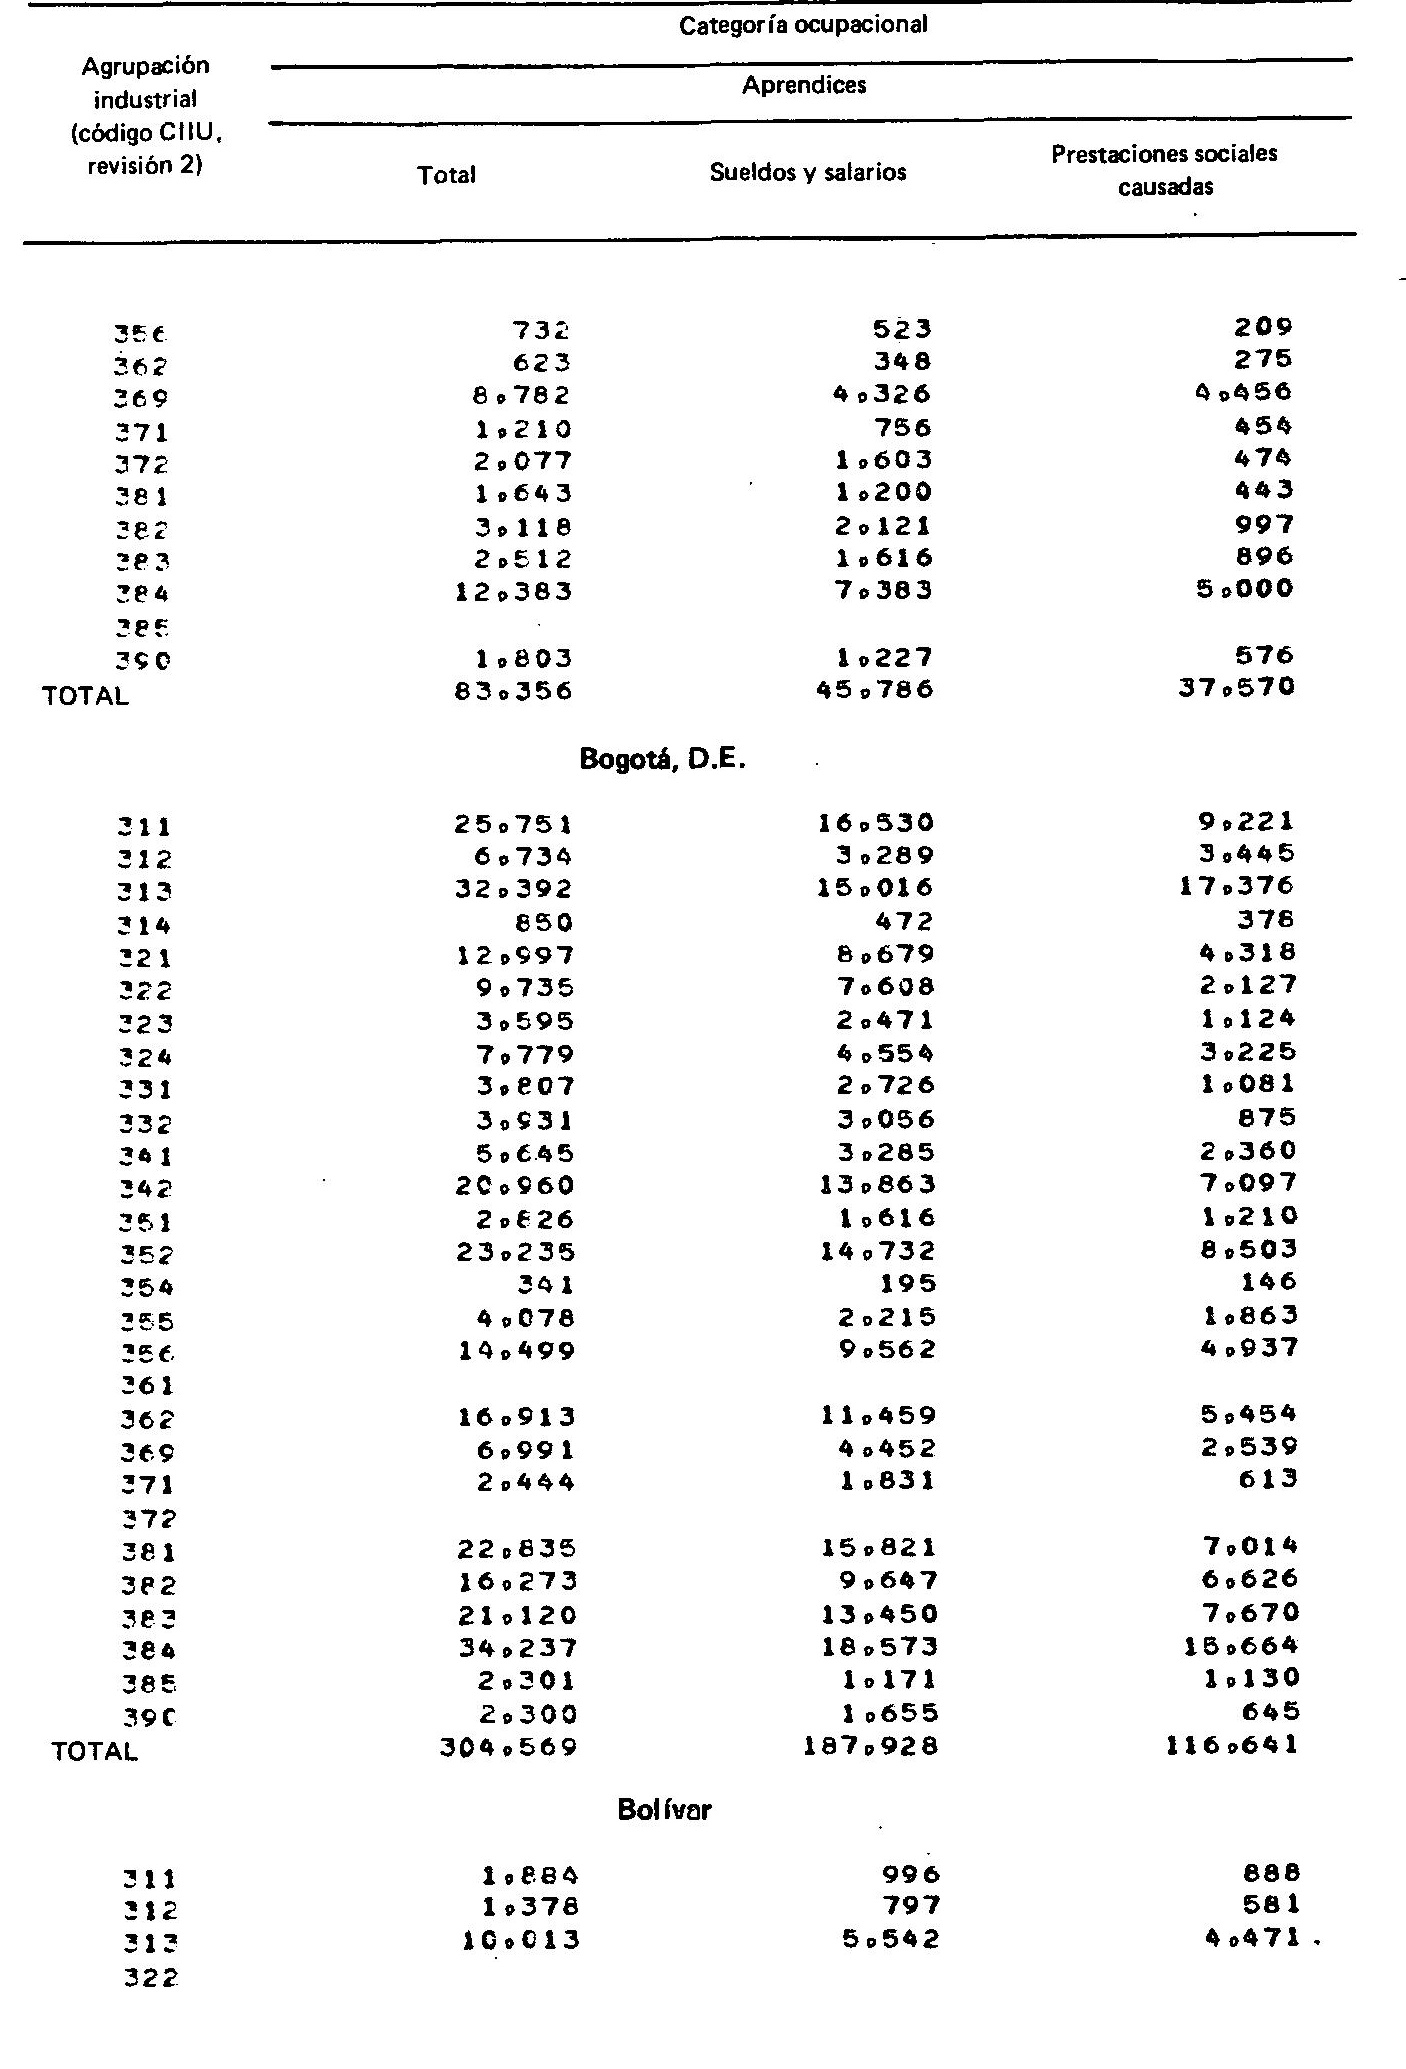 Categoría ocupacional
Agrupación
industrial
(código CIIU,
revisión 2)
Aprendices
Total Sueldos y salarios Prestaciones sociales
causadas
356 732 523 209
362 623 348 275
369 8,782 4,326 4,456
371 1,210 756 454
372 2,077 1,603 474
381 1,643 1,200 443
382 3,118 2,121 997
383 2,512 1,616 896
384 12,383 7,383 5,000
385
390 1,803 1,227 576
TOTAL 83,356 45,786 37,570
Bogotá, D.E.
311 25,751 16,530 9,221
312 6,734 3,289 3,445
313 32,392 15,016 17,376
314 850 472 378
321 12,997 8,679 4,318
322 9,735 7,608 2,127
323 3,595 2,471 1,124
324 7,779 4,554 3,225
331 3,807 2,726 1,081
332 3,931 3,056 875
341 5,645 3,285 2,360
342 20,960 13,863 7,097
351 2,826 1,616 1,210
352 23,235 14,732 8,503
354 341 195 146
355 4,078 2,215 1,863
356 14,499 9,562 4,937
361
362 16,913 11,459 5,454
369 6,991 4,452 2,539
371 2,444 1,831 613
372
381 22,835 15,821 7,014
382 16,273 9,647 6,626
383 21,120 13,450 7,670
384 34,237 18,573 15,664
385 2,301 1,171 1,130
390 2,300 1,655 645
TOTAL 304,569 187,928 116,641
Bolívar
311 1,884 996 888
312 1,378 797 581
313 10,013 5,542 4,471
322